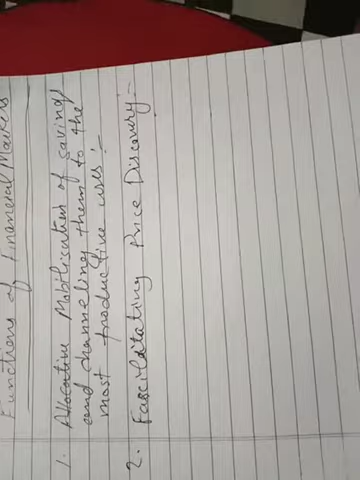 Functions of Financial Markets
1. Allocative Mobilisation of saving
and channeling them to the
most productive uses :-
2. Fascilitating Price Discovery :-